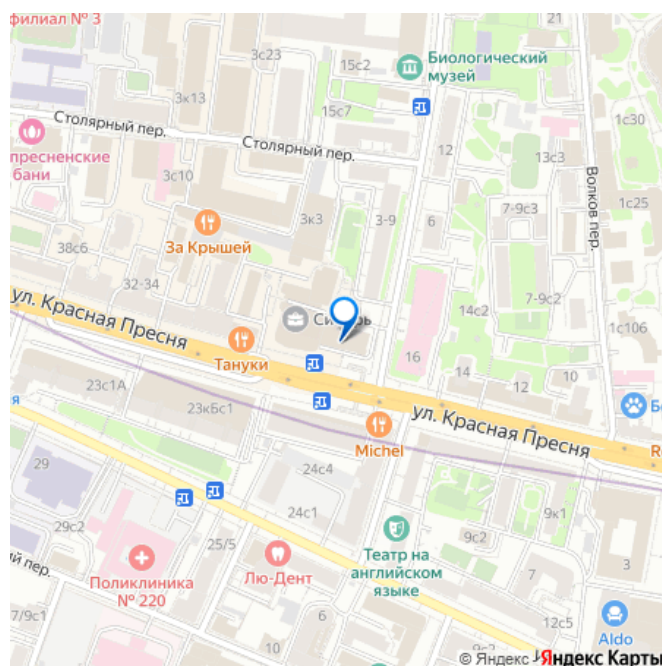 филиал № 3
3с23
15с2
Биологический
музей
3к13
15с7
1с30
Столярный пер.
Столярный пер.
12
13с3
пресненские
бани
3с10
Волков пер.
1с25
3к3
3-9
6
7-9с3
За Крышей
38с6
32-34
14с2
7-9с2
ул. Красная Пресня
1с10б
Тануки
16
14
12
10
23с1А
23кБс1
ул. Красная Пресня
Michel
29
24с4
9к1
24с1
9с2
29с2
25/5
Театр на
английском
языке
7
3
Поликлиника
№ 220
Лю-Дент
6
12с5
7/9с1
10
Aldo
© Яндекс
Яндекс Карты